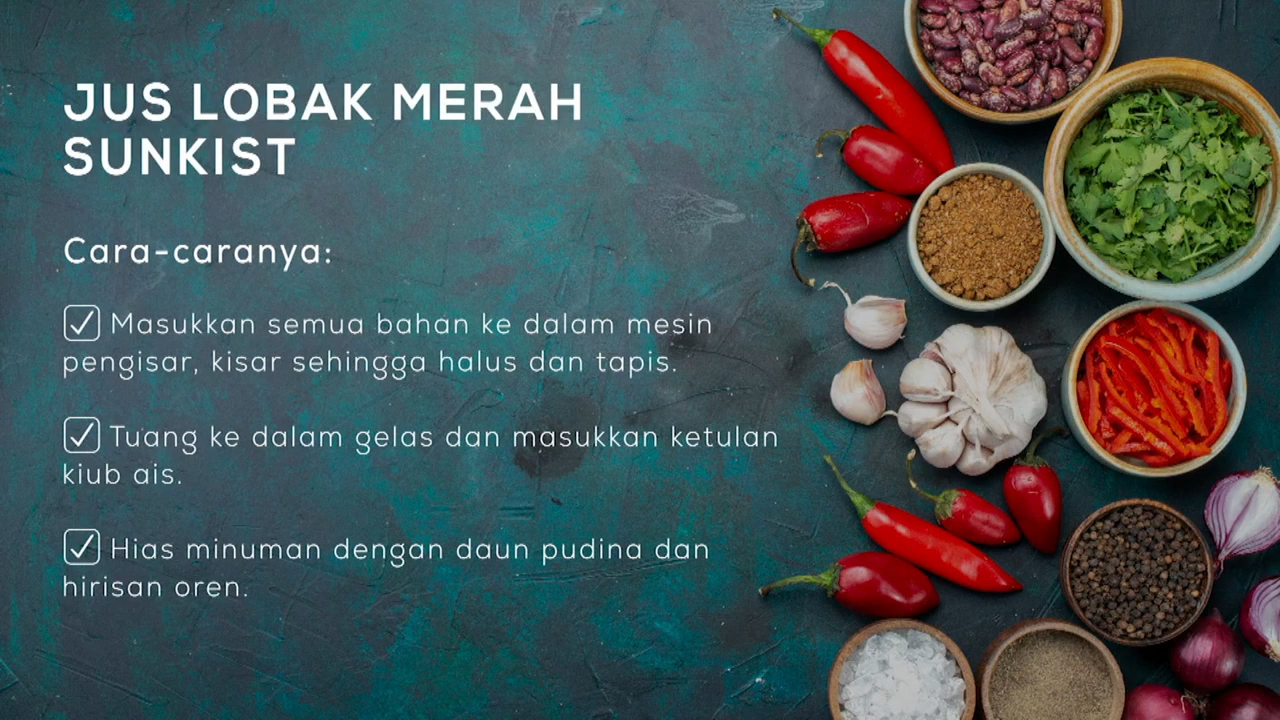 JUS LOBAK MERAH
SUNKIST
Cara-caranya:
☑ Masukkan semua bahan ke dalam mesin
pengisar, kisar sehingga halus dan tapis.
☑ Tuang ke dalam gelas dan masukkan ketulan
kiub ais.
☑ Hias minuman dengan daun pudina dan
hirisan oren.